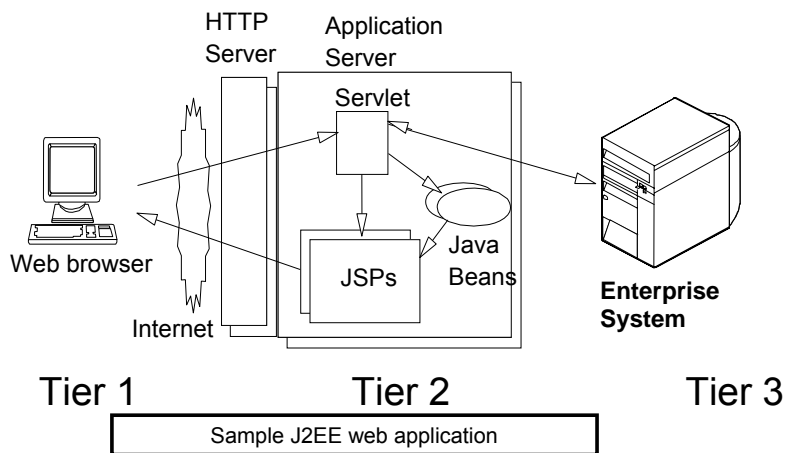 HTTP
Server
Application
Server
Servlet
Web browser
Internet
JSPs
Java
Beans
Enterprise
System
Tier 1
Tier 2
Tier 3
Sample J2EE web application